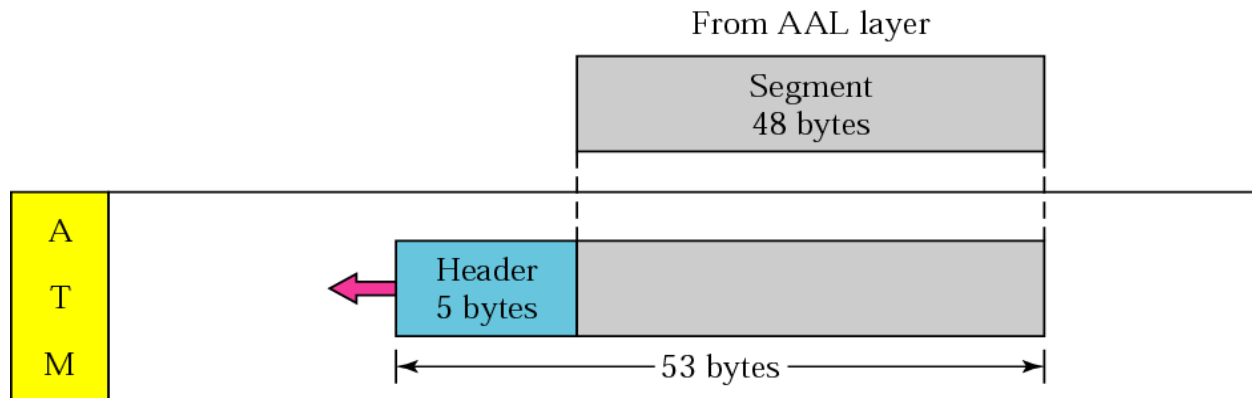 From AAL layer
Segment
48 bytes
A
T
M
Header
5 bytes
53 bytes